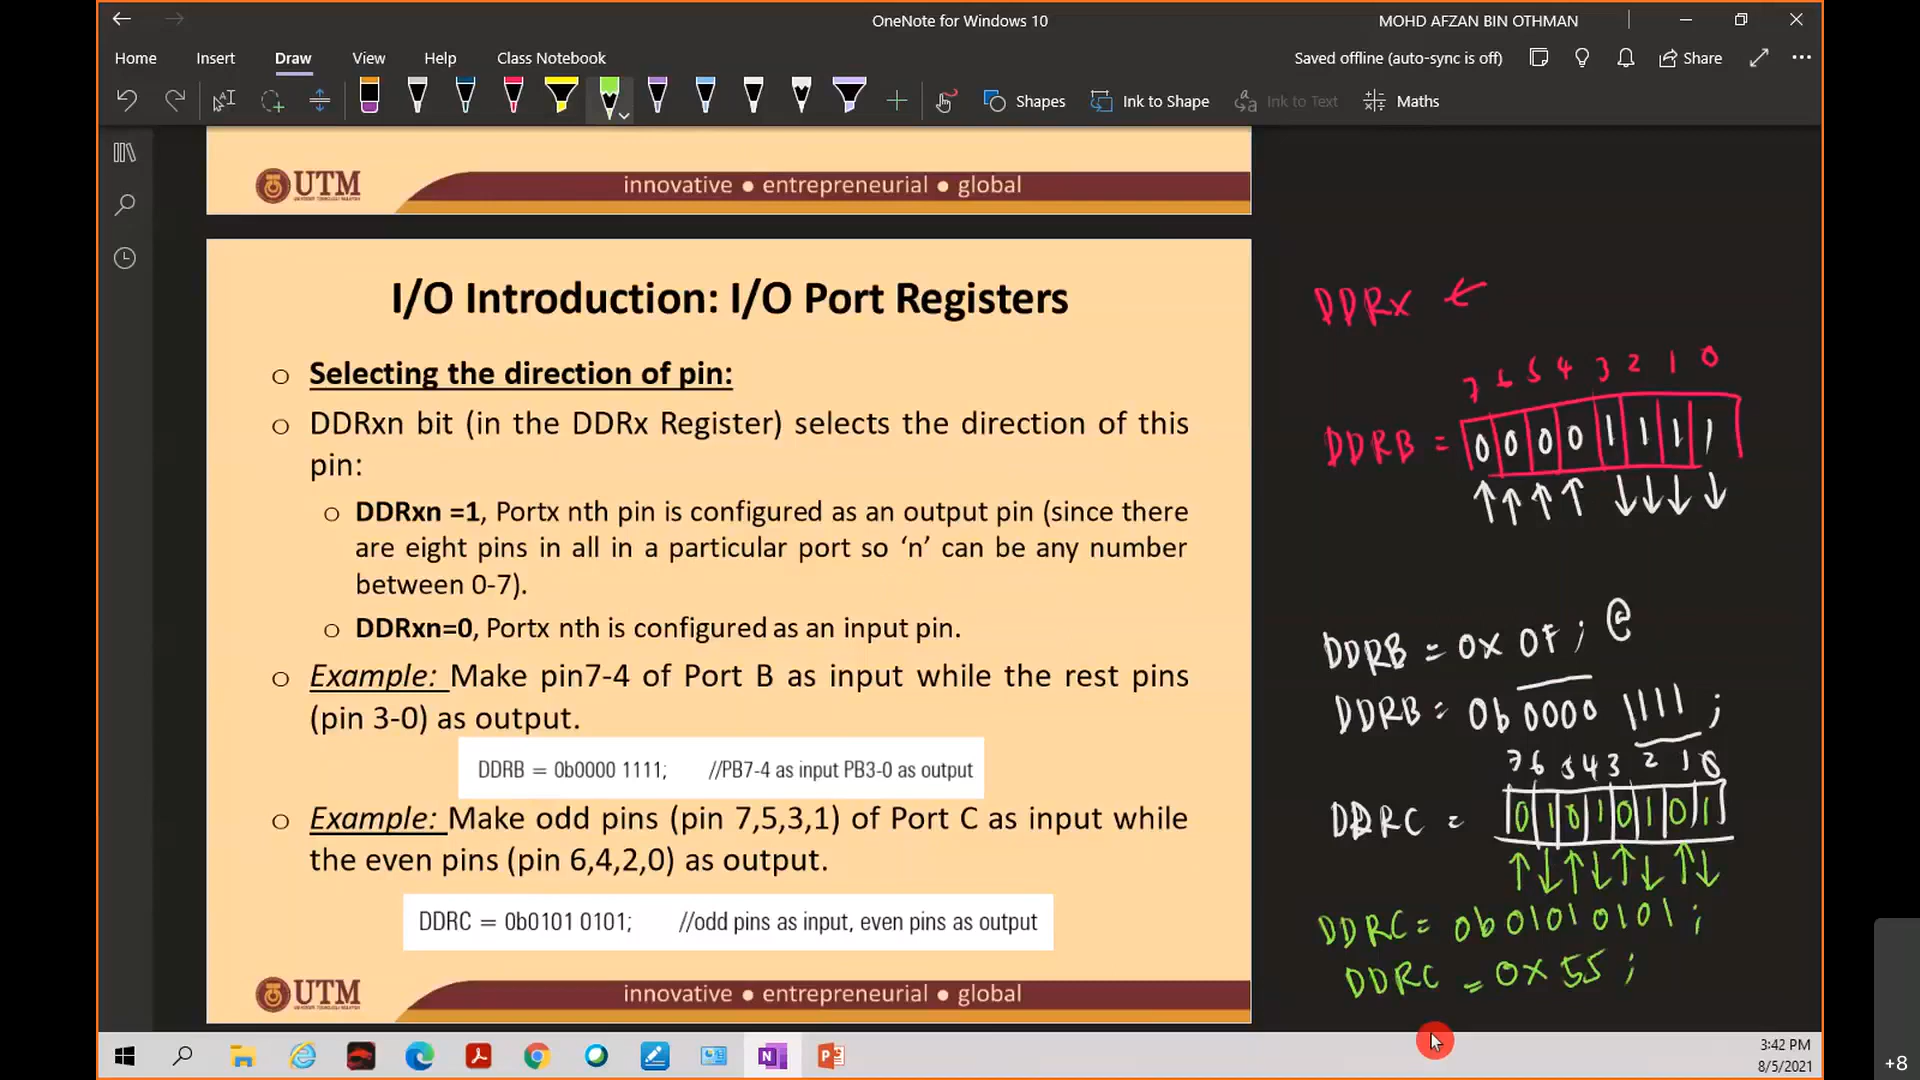 OneNote for Windows 10
MOHD AFZAN BIN OTHMAN
Home Insert Draw View Help Class Notebook
Saved offline (auto-sync is off) Share
Shapes Ink to Shape Ink to Text Maths
UTM
innovative ● entrepreneurial ● global
I/O Introduction: I/O Port Registers
o Selecting the direction of pin:
o DDRxn bit (in the DDRx Register) selects the direction of this
pin:
o DDRxn =1, Portx nth pin is configured as an output pin (since there
are eight pins in all in a particular port so ‘n’ can be any number
between 0-7).
o DDRxn=0, Portx nth is configured as an input pin.
o Example: Make pin7-4 of Port B as input while the rest pins
(pin 3-0) as output.
DDRB = 0b0000 1111; //PB7-4 as input PB3-0 as output
o Example: Make odd pins (pin 7,5,3,1) of Port C as input while
the even pins (pin 6,4,2,0) as output.
DDRC = 0b0101 0101; //odd pins as input, even pins as output
UTM
innovative ● entrepreneurial ● global
DDRx ←
7 6 5 4 3 2 1 0
DDRB = 0 0 0 0 1 1 1 1
↑ ↑ ↑ ↑ ↓ ↓ ↓ ↓
DDRB = 0x 0F ; @
DDRB = 0b 0000 1111 ;
7 6 5 4 3 2 1 0
DDRC = 0 1 0 1 0 1 0 1
↑ ↓ ↑ ↓ ↑ ↓ ↑ ↓
DDRC = 0b 0101 0101 ;
DDRC = 0x 55 ;
3:42 PM
8/5/2021
+8